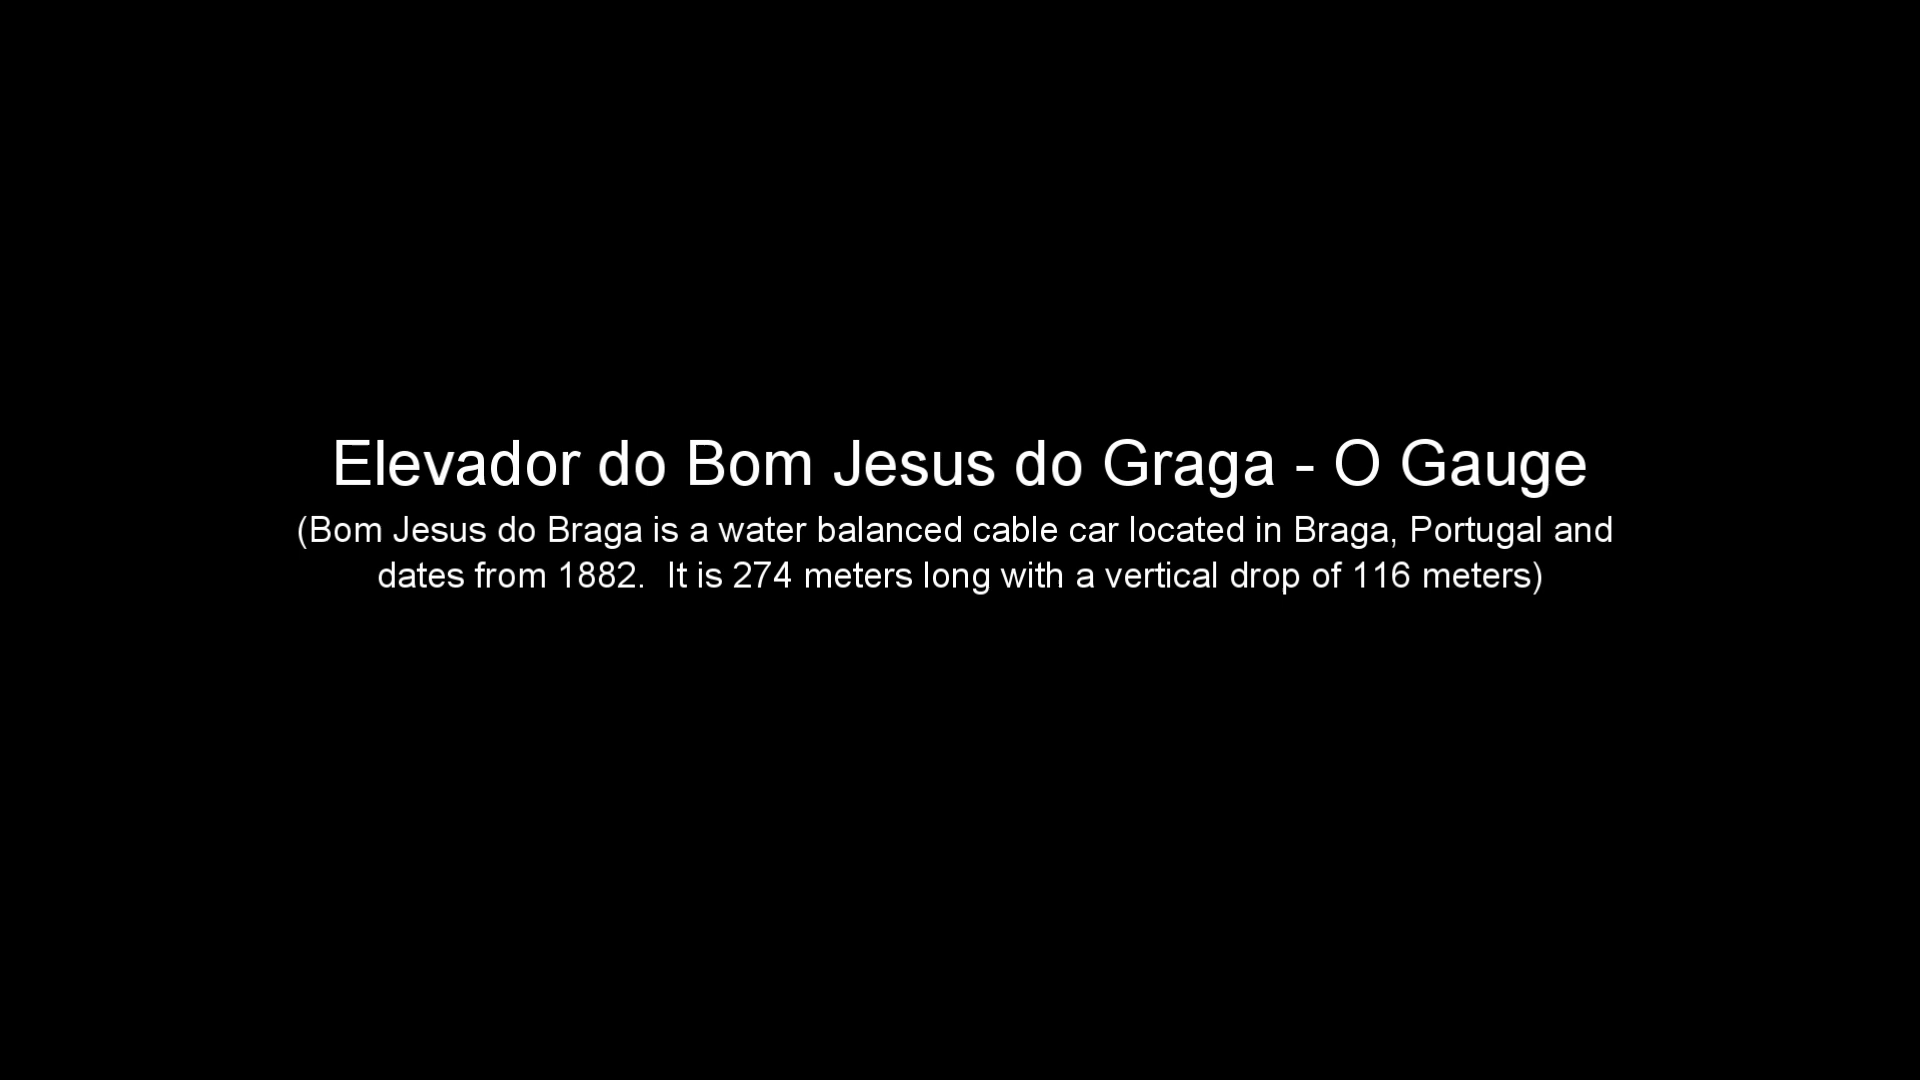 Elevador do Bom Jesus do Graga - O Gauge
(Bom Jesus do Braga is a water balanced cable car located in Braga, Portugal and
dates from 1882.  It is 274 meters long with a vertical drop of 116 meters)